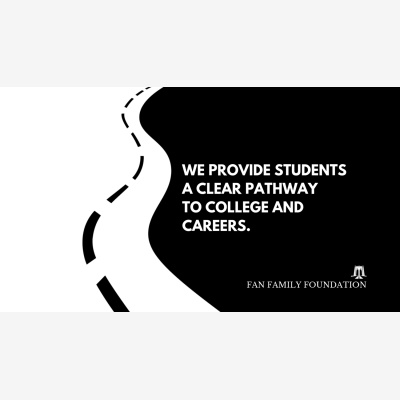 WE PROVIDE STUDENTS
A CLEAR PATHWAY
TO COLLEGE AND
CAREERS.
FAN FAMILY FOUNDATION